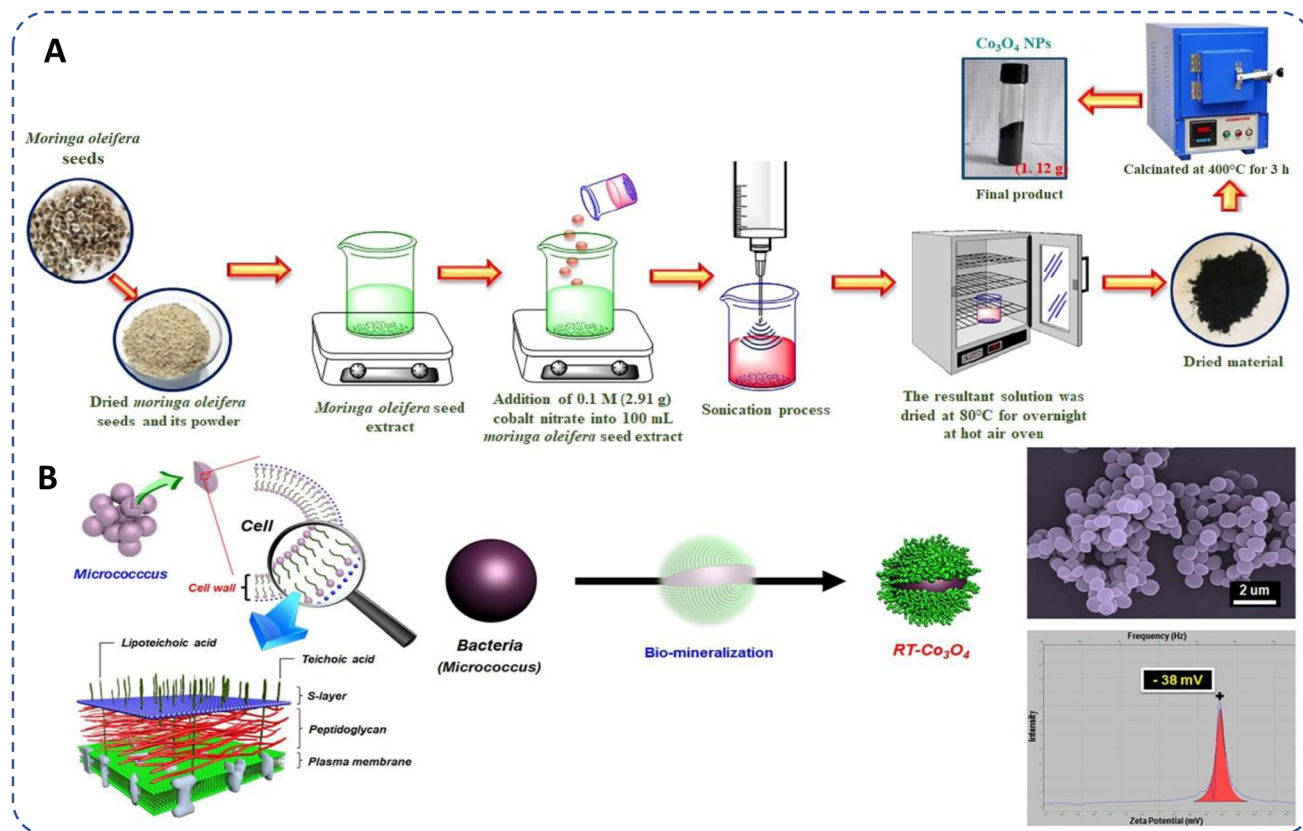 A
Moringa oleifera
seeds
Dried moringa oleifera
seeds and its powder
Moringa oleifera seed
extract
Addition of 0.1 M (2.91 g)
cobalt nitrate into 100 mL
moringa oleifera seed extract
Sonication process
The resultant solution was
dried at 80°C for overnight
at hot air oven
Dried material
Calcinated at 400°C for 3 h
Co3O4 NPs
(1. 12 g)
Final product
B
Micrococccus
Cell
Cell wall
Lipoteichoic acid
Teichoic acid
S-layer
Peptidoglycan
Plasma membrane
Bacteria
(Micrococcus)
Bio-mineralization
RT-Co3O4
2 um
Frequency (Hz)
- 38 mV
Intensity
Zeta Potential (mV)